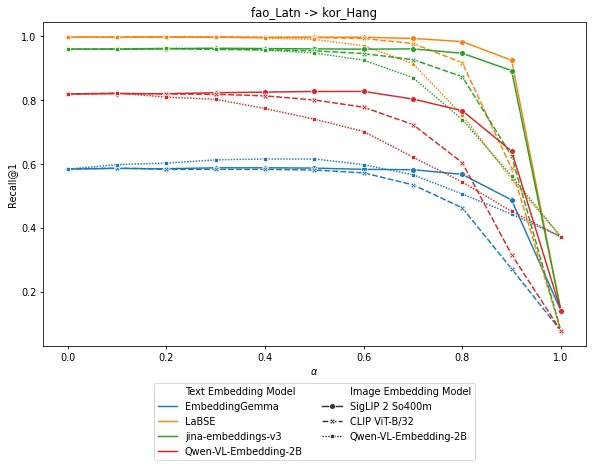 fao_Latn -> kor_Hang
Recall@1
1.0
0.8
0.6
0.4
0.2
0.0 0.2 0.4 0.6 0.8 1.0
α
Text Embedding Model Image Embedding Model
EmbeddingGemma SigLIP 2 So400m
LaBSE CLIP ViT-B/32
jina-embeddings-v3 Qwen-VL-Embedding-2B
Qwen-VL-Embedding-2B